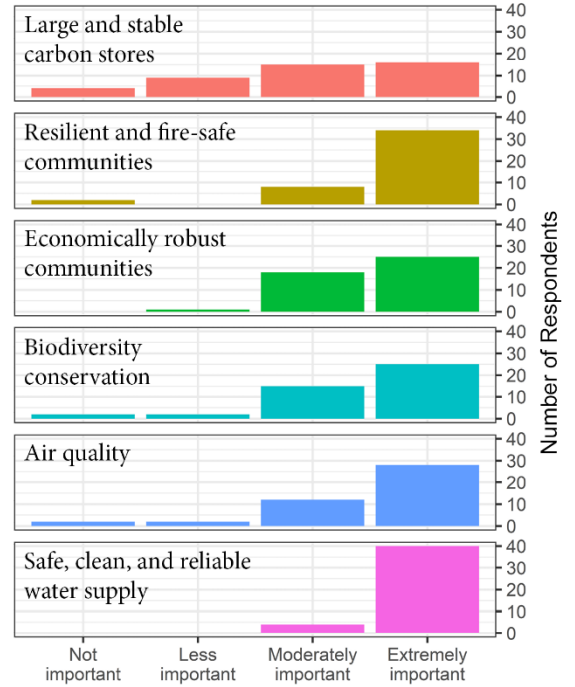 Large and stable
carbon stores
40
30
20
10
0
Resilient and fire-safe
communities
40
30
20
10
0
Economically robust
communities
40
30
20
10
0
Biodiversity
conservation
40
30
20
10
0
Air quality
40
30
20
10
0
Safe, clean, and reliable
water supply
40
30
20
10
0
Number of Respondents
Not
important
Less
important
Moderately
important
Extremely
important